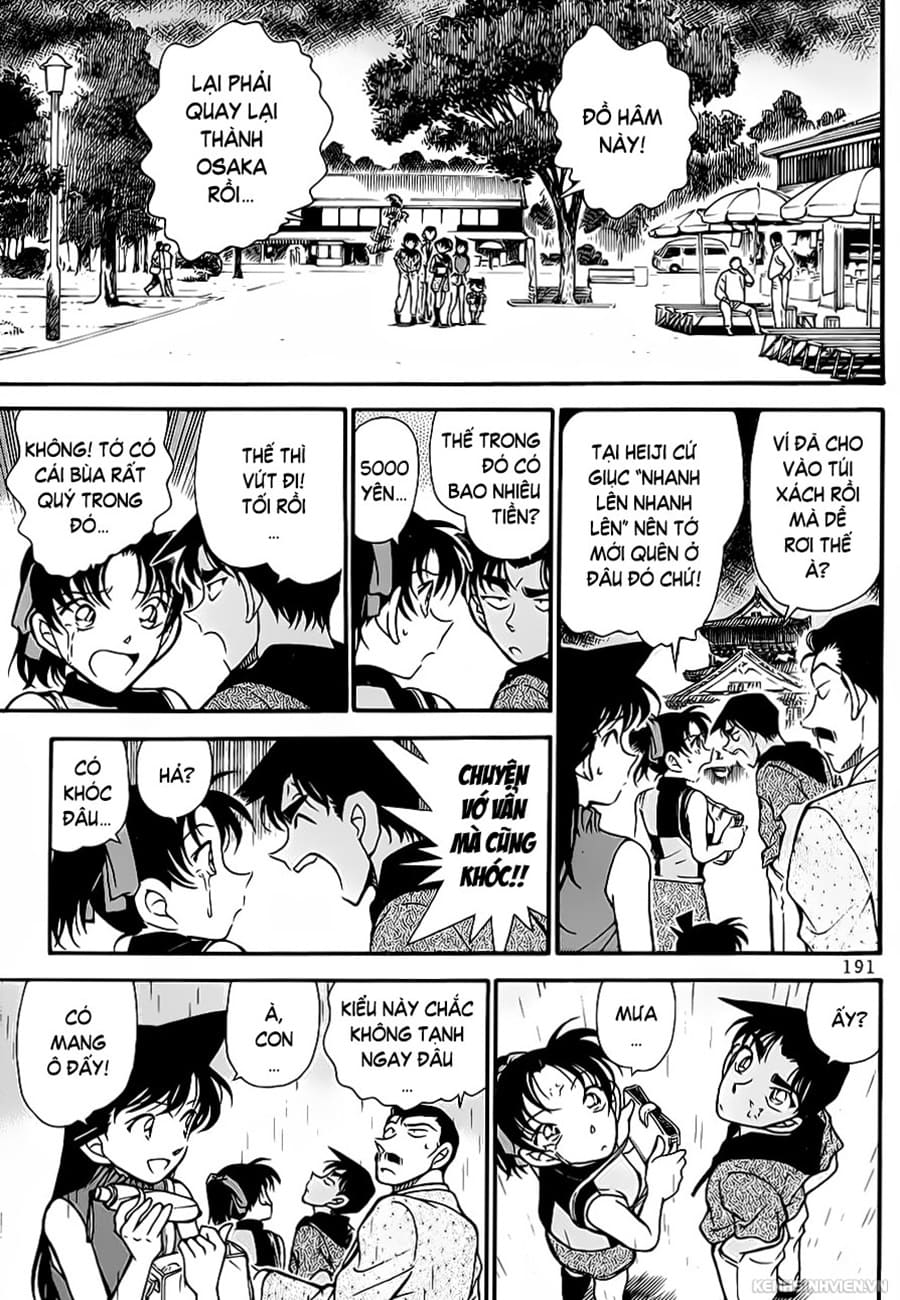 ĐỒ HÂM
NÀY!
LẠI PHẢI
QUAY LẠI
THÀNH
OSAKA
RỒI...
VÍ ĐÃ CHO
VÀO TÚI
XÁCH RỒI
MÀ DỄ
RƠI THẾ
À?
TẠI HEIJI CỨ
GIỤC "NHANH
LÊN NHANH
LÊN" NÊN TỚ
MỚI QUÊN Ở
ĐÂU ĐÓ CHỨ!
THẾ TRONG
ĐÓ CÓ
BAO NHIÊU
TIỀN?
5000
YÊN...
THẾ THÌ
VỨT ĐI!
TỐI RỒI
...
KHÔNG! TỚ CÓ
CÁI BÙA RẤT
QUÝ TRONG
ĐÓ...
CHUYỆN
VỚ VẨN
MÀ CŨNG
KHÓC!!
HẢ?
CÓ
KHÓC
ĐÂU...
191
ẤY?
MƯA
...
KIỂU NÀY CHẮC
KHÔNG TẠNH
NGAY ĐÂU
...
À,
CON
...
CÓ
MANG
Ô ĐẤY!